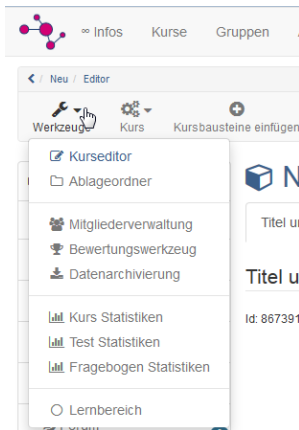 ∞ Infos Kurse Gruppen
/ Neu / Editor
Werkzeuge Kurs Kursbausteine einfügen
Kurseditor
Ablageordner
Mitgliederverwaltung
Bewertungswerkzeug
Datenarchivierung
Kurs Statistiken
Test Statistiken
Fragebogen Statistiken
Lernbereich
N
Titel u
Titel u
Id: 867391
Forum